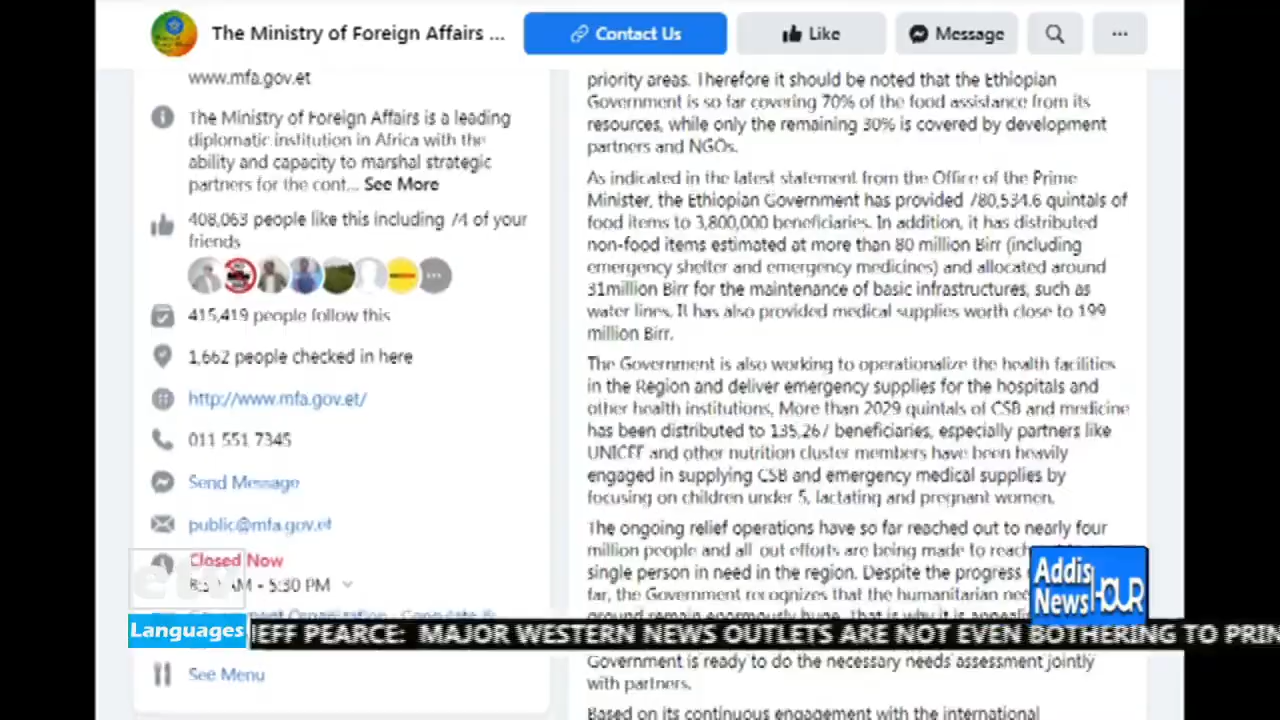 The Ministry of Foreign Affairs ...
Contact Us
Like
Message
...
www.mfa.gov.et
The Ministry of Foreign Affairs is a leading
diplomatic institution in Africa with the
ability and capacity to marshal strategic
partners for the cont... See More
408,063 people like this including 74 of your
friends
415,419 people follow this
1,662 people checked in here
http://www.mfa.gov.et/
011 551 7345
Send Message
public@mfa.gov.et
Closed Now
AM - 5:30 PM
See Menu
priority areas. Therefore it should be noted that the Ethiopian
Government is so far covering 70% of the food assistance from its
resources, while only the remaining 30% is covered by development
partners and NGOs.
As indicated in the latest statement from the Office of the Prime
Minister, the Ethiopian Government has provided 780,534.6 quintals of
food items to 3,800,000 beneficiaries. In addition, it has distributed
non-food items estimated at more than 80 million Birr (including
emergency shelter and emergency medicines) and allocated around
31million Birr for the maintenance of basic infrastructures, such as
water lines. It has also provided medical supplies worth close to 199
million Birr.
The Government is also working to operationalize the health facilities
in the Region and deliver emergency supplies for the hospitals and
other health institutions. More than 2029 quintals of CSB and medicine
has been distributed to 135,267 beneficiaries, especially partners like
UNICEF and other nutrition cluster members have been heavily
engaged in supplying CSB and emergency medical supplies by
focusing on children under 5, lactating and pregnant women.
The ongoing relief operations have so far reached out to nearly four
million people and all out efforts are being made to reach
single person in need in the region. Despite the progress
far, the Government recognizes that the humanitarian
ground remain enormously huge. That is why it is
Government is ready to do the necessary needs assessment jointly
with partners.
Based on its continuous engagement with the international
etv
Addis
News HOUR
Languages
JEFF PEARCE: MAJOR WESTERN NEWS OUTLETS ARE NOT EVEN BOTHERING TO PRIN